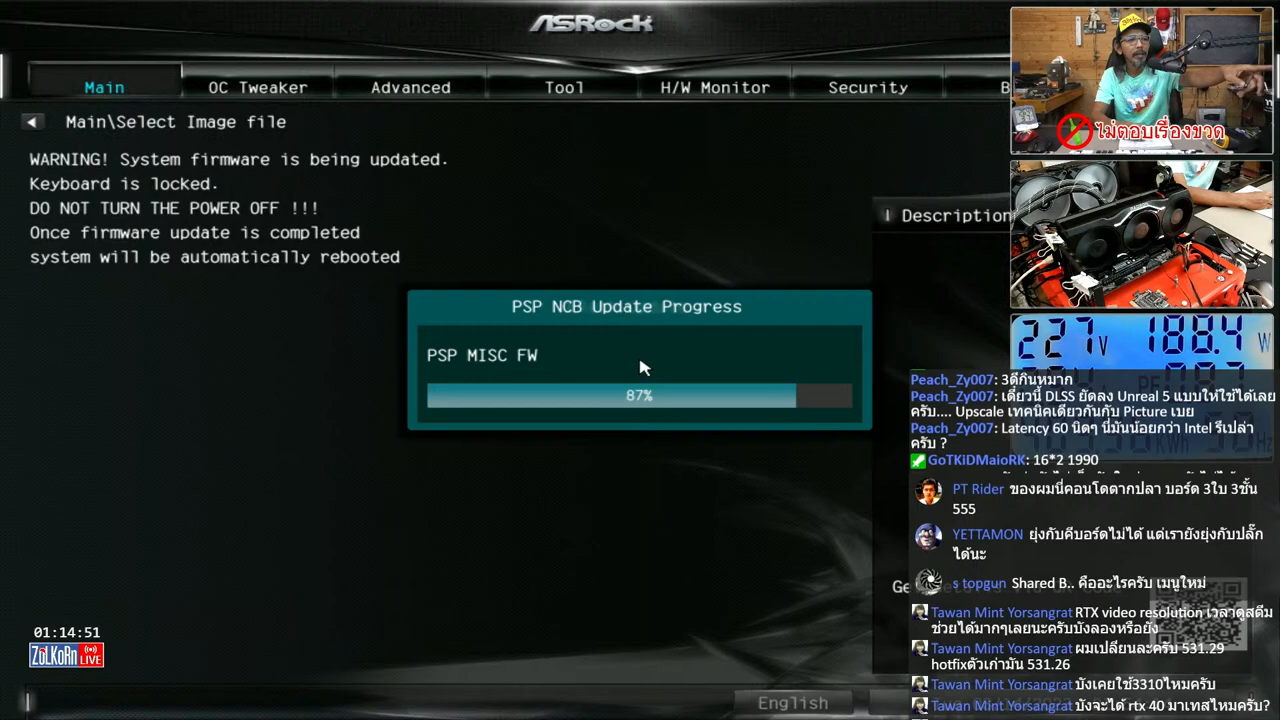 ASRock
Main OC Tweaker Advanced Tool H/W Monitor Security B
Main\Select Image file
WARNING! System firmware is being updated.
Keyboard is locked.
DO NOT TURN THE POWER OFF !!!
Once firmware update is completed
system will be automatically rebooted
Description
PSP NCB Update Progress
PSP MISC FW
87%
ไม่ตอบเรื่องขวด
227V 188.4 W
Peach_Zy007: 3ดีกินหมาก
Peach_Zy007: เดี๋ยวนี้ DLSS ยัดลง Unreal 5 แบบให้ใช้ได้เลย
ครับ.... Upscale เทคนิคเดียวกันกับ Picture เบย
Peach_Zy007: Latency 60 นิดๆ นี่มันน้อยกว่า Intel รึเปล่า
ครับ ?
GoTKiDMaioRK: 16*2 1990
PT Rider ของผมนี่คอนโดตากปลา บอร์ด 3ใบ 3ชั้น
555
YETTAMON ยุ่งกับคีบอร์ดไม่ได้ แต่เรายังยุ่งกับปลั๊ก
ได้นะ
s topgun Shared B.. คืออะไรครับ เมนูใหม่
Tawan Mint Yorsangrat RTX video resolution เวลาดูสตีม
ช่วยได้มากๆเลยนะครับบังลองหรือยัง
Tawan Mint Yorsangrat ผมเปลี่ยนละครับ 531.29
hotfixตัวเก่ามัน 531.26
Tawan Mint Yorsangrat บังเคยใช้3310ไหมครับ
Tawan Mint Yorsangrat บังจะได้ rtx 40 มาเทสไหมครับ?
01:14:51
ZoLKoRn LIVE
English